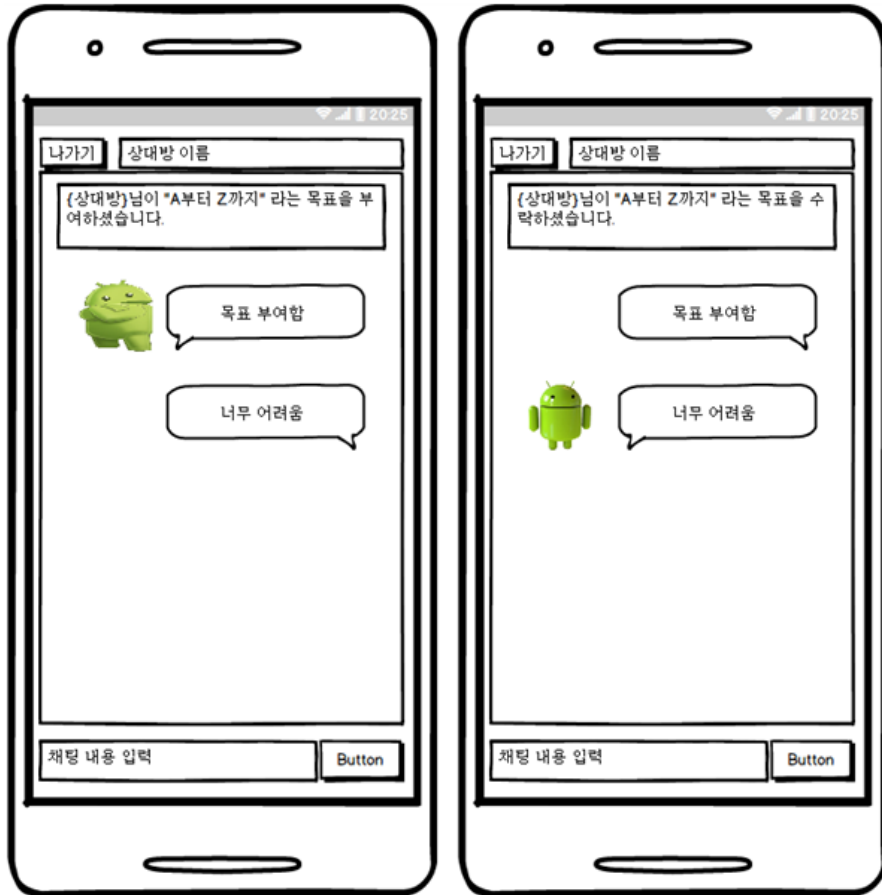 20:25
나가기
상대방 이름
{상대방}님이 "A부터 Z까지" 라는 목표을 부
여하셨습니다.
목표 부여함
너무 어려움
채팅 내용 입력
Button
20:25
나가기
상대방 이름
{상대방}님이 "A부터 Z까지" 라는 목표을 수
락하셨습니다.
목표 부여함
너무 어려움
채팅 내용 입력
Button